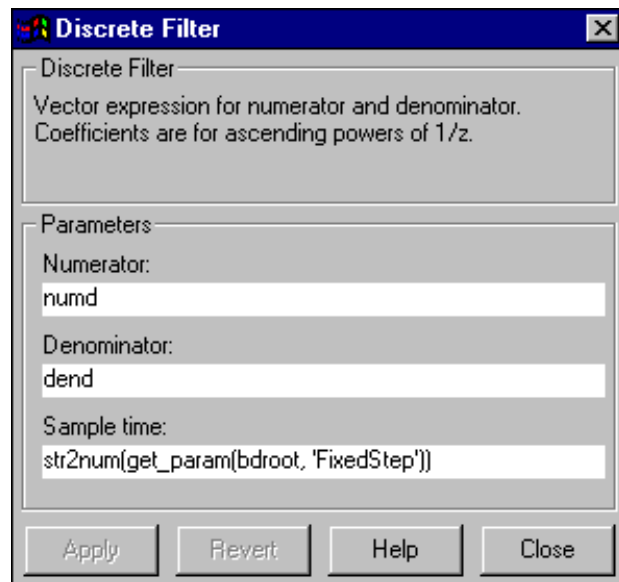 Discrete Filter
Discrete Filter
Vector expression for numerator and denominator.
Coefficients are for ascending powers of 1/z.
Parameters
Numerator:
numd
Denominator:
dend
Sample time:
str2num(get_param(bdroot, 'FixedStep'))
Apply Revert Help Close